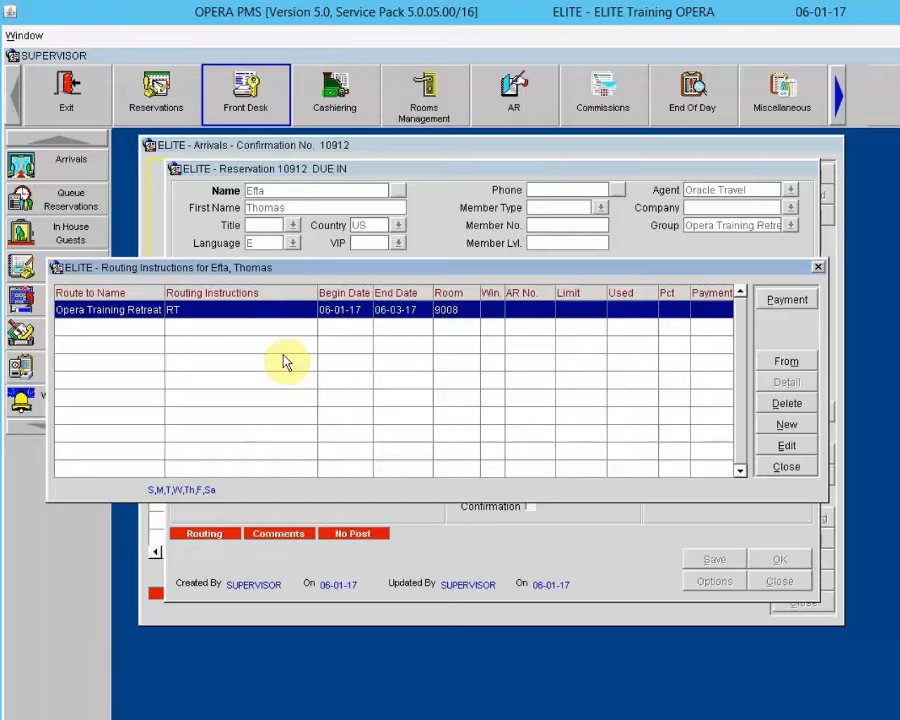 OPERA PMS [Version 5.0, Service Pack 5.0.05.00/16] ELITE - ELITE Training OPERA 06-01-17
Window
SUPERVISOR
Exit Reservations Front Desk Cashiering Rooms Management AR Commissions End Of Day Miscellaneous
Arrivals
Queue Reservations
In House Guests
ELITE - Arrivals - Confirmation No. 10912
ELITE - Reservation 10912 DUE IN
Name Efta Phone Agent Oracle Travel
First Name Thomas Member Type Company
Title Country US Member No. Group Opera Training Retre
Language E VIP Member Lvl.
ELITE - Routing Instructions for Efta, Thomas
Route to Name Routing Instructions Begin Date End Date Room Win. AR No. Limit Used Pct Payment
Opera Training Retreat RT 06-01-17 06-03-17 9008
Payment
From
Detail
Delete
New
Edit
Close
S,M,T,W,Th,F,Sa
Confirmation
Routing Comments No Post
Save OK
Created By SUPERVISOR On 06-01-17 Updated By SUPERVISOR On 06-01-17 Options Close
Close